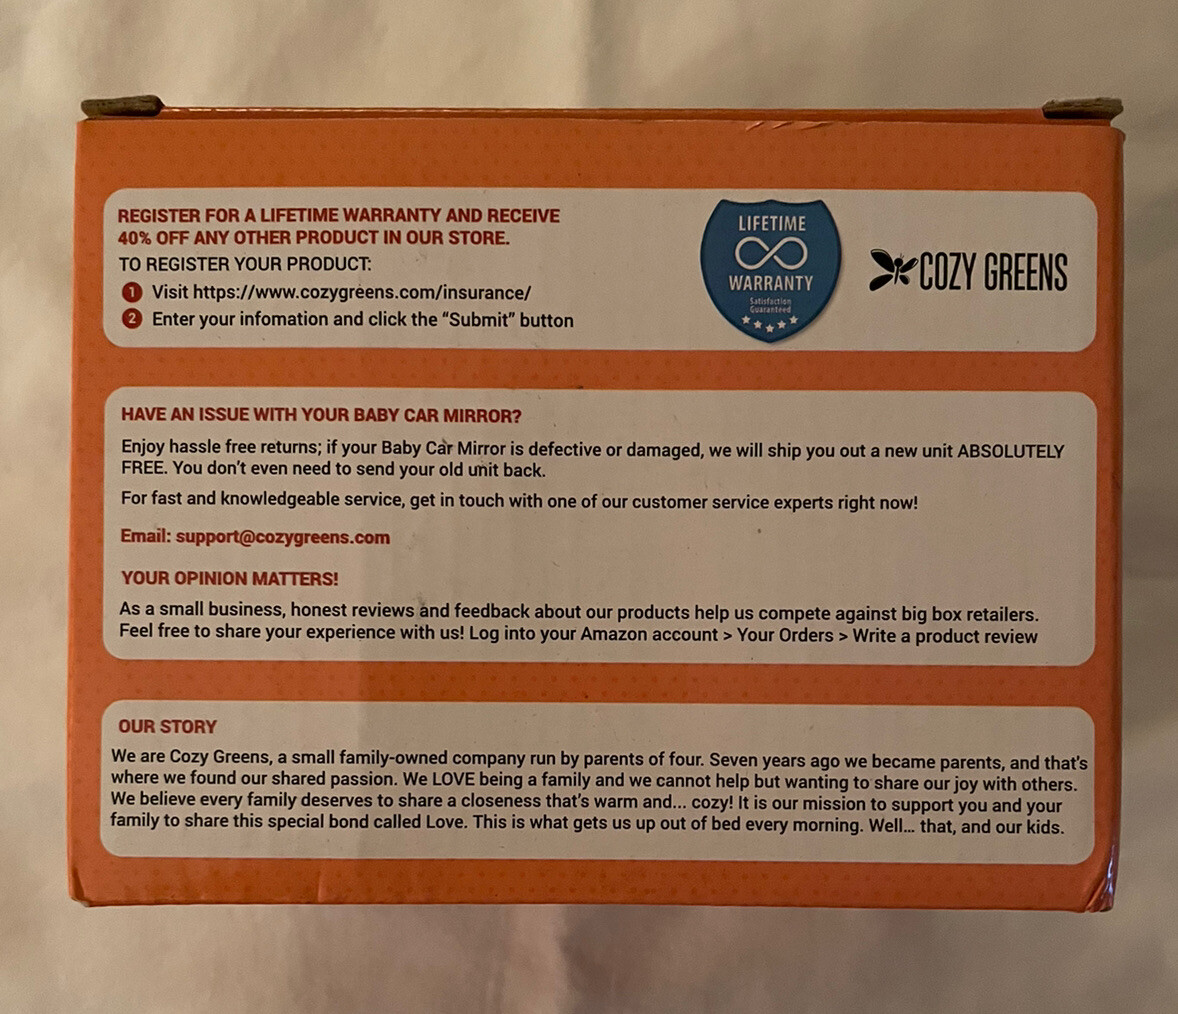 REGISTER FOR A LIFETIME WARRANTY AND RECEIVE
40% OFF ANY OTHER PRODUCT IN OUR STORE.
TO REGISTER YOUR PRODUCT:
1 Visit https://www.cozygreens.com/insurance/
2 Enter your infomation and click the “Submit” button
LIFETIME
WARRANTY
Satisfaction
Guaranteed
COZY GREENS
HAVE AN ISSUE WITH YOUR BABY CAR MIRROR?
Enjoy hassle free returns; if your Baby Car Mirror is defective or damaged, we will ship you out a new unit ABSOLUTELY
FREE. You don’t even need to send your old unit back.
For fast and knowledgeable service, get in touch with one of our customer service experts right now!
Email: support@cozygreens.com
YOUR OPINION MATTERS!
As a small business, honest reviews and feedback about our products help us compete against big box retailers.
Feel free to share your experience with us! Log into your Amazon account > Your Orders > Write a product review
OUR STORY
We are Cozy Greens, a small family-owned company run by parents of four. Seven years ago we became parents, and that’s
where we found our shared passion. We LOVE being a family and we cannot help but wanting to share our joy with others.
We believe every family deserves to share a closeness that’s warm and... cozy! It is our mission to support you and your
family to share this special bond called Love. This is what gets us up out of bed every morning. Well... that, and our kids.